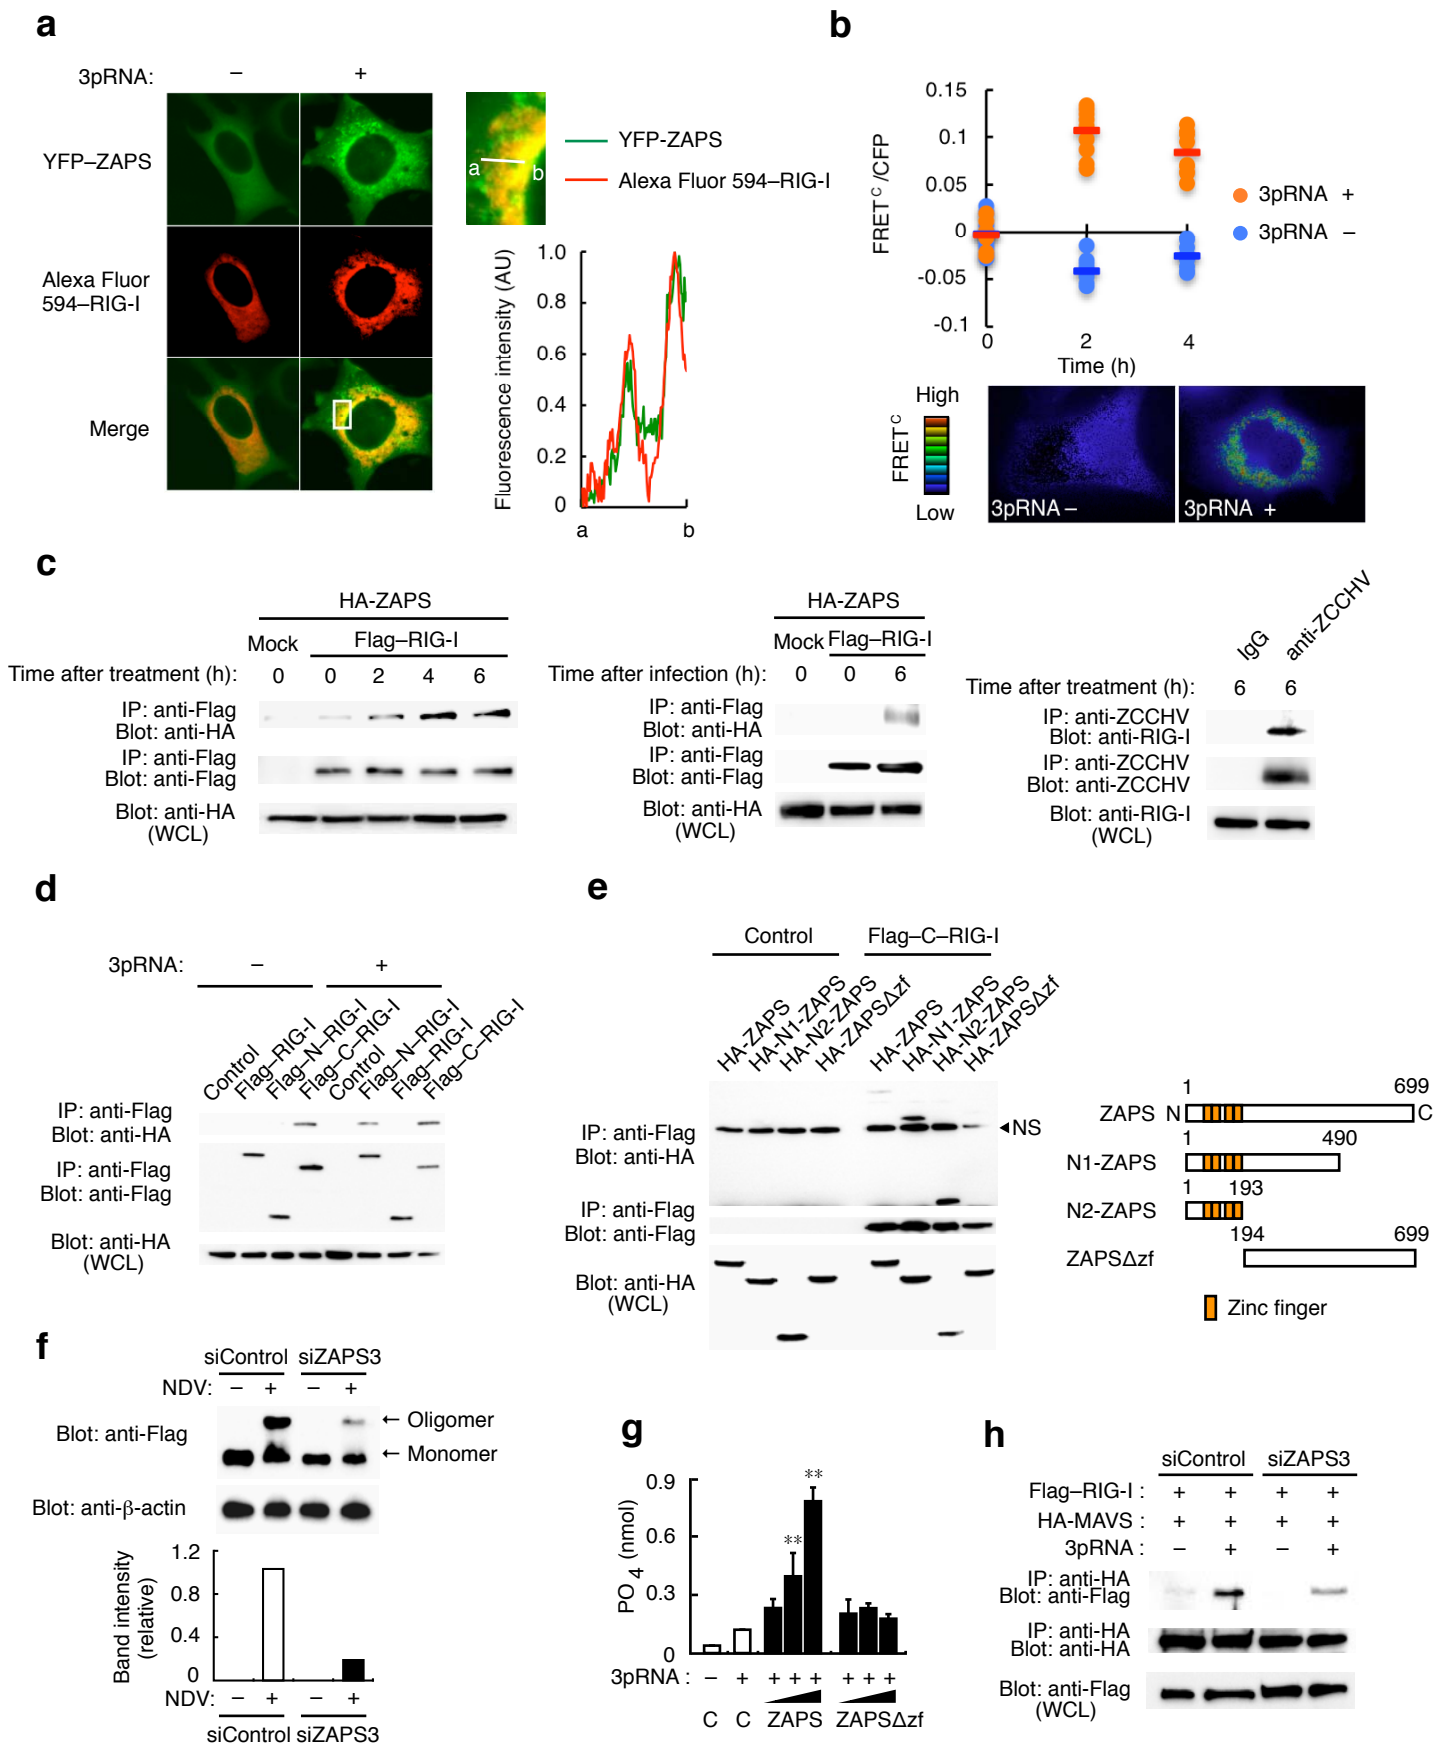 a
3pRNA: – +
YFP–ZAPS
Alexa Fluor
594–RIG-I
Merge
a b
YFP-ZAPS
Alexa Fluor 594–RIG-I
Fluorescence intensity (AU)
1.0
0.8
0.6
0.4
0.2
0
a b
b
FRET C /CFP
0.15
0.1
0.05
0
-0.05
-0.1
0 2 4
Time (h)
3pRNA +
3pRNA –
High
FRET C
Low
3pRNA –
3pRNA +
c
HA-ZAPS
Mock Flag–RIG-I
Time after treatment (h): 0 0 2 4 6
IP: anti-Flag
Blot: anti-HA
IP: anti-Flag
Blot: anti-Flag
Blot: anti-HA
(WCL)
HA-ZAPS
Mock Flag–RIG-I
Time after infection (h): 0 0 6
IP: anti-Flag
Blot: anti-HA
IP: anti-Flag
Blot: anti-Flag
Blot: anti-HA
(WCL)
IgG
anti-ZCCHV
Time after treatment (h): 6 6
IP: anti-ZCCHV
Blot: anti-RIG-I
IP: anti-ZCCHV
Blot: anti-ZCCHV
Blot: anti-RIG-I
(WCL)
d
3pRNA: – +
Control
Flag–RIG-I
Flag–N–RIG-I
Flag–C–RIG-I
Control
Flag–N–RIG-I
Flag–RIG-I
Flag–C–RIG-I
IP: anti-Flag
Blot: anti-HA
IP: anti-Flag
Blot: anti-Flag
Blot: anti-HA
(WCL)
e
Control Flag–C–RIG-I
HA-ZAPS
HA-N1-ZAPS
HA-N2-ZAPS
HA-ZAPSΔzf
HA-ZAPS
HA-N1-ZAPS
HA-N2-ZAPS
HA-ZAPSΔzf
IP: anti-Flag
Blot: anti-HA
NS
IP: anti-Flag
Blot: anti-Flag
Blot: anti-HA
(WCL)
1 699
ZAPS N C
1 490
N1-ZAPS
1 193
N2-ZAPS
194 699
ZAPSΔzf
Zinc finger
f
siControl siZAPS3
NDV: – + – +
Blot: anti-Flag
← Oligomer
← Monomer
Blot: anti-β-actin
Band intensity
(relative)
1.2
0.8
0.4
0
NDV: – + – +
siControl siZAPS3
g
PO4 (nmol)
0.9
0.6
0.3
0
** **
3pRNA : – + + + + + + +
C C ZAPS ZAPSΔzf
h
siControl siZAPS3
Flag–RIG-I : + + + +
HA-MAVS : + + + +
3pRNA : – + – +
IP: anti-HA
Blot: anti-Flag
IP: anti-HA
Blot: anti-HA
Blot: anti-Flag
(WCL)